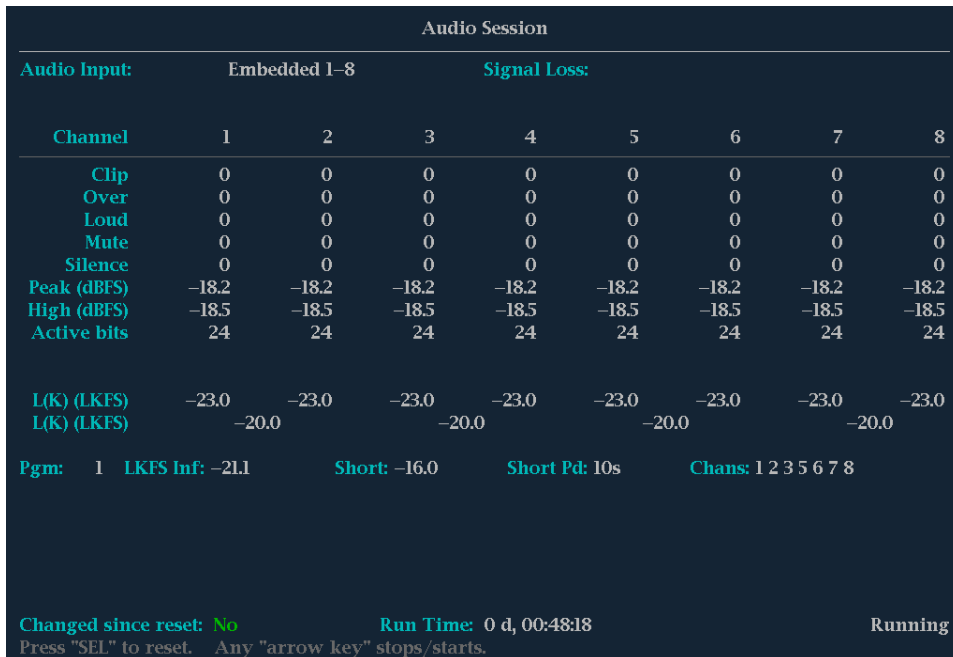 Audio Session
Audio Input: Embedded 1–8 Signal Loss:
Channel 1 2 3 4 5 6 7 8
Clip 0 0 0 0 0 0 0 0
Over 0 0 0 0 0 0 0 0
Loud 0 0 0 0 0 0 0 0
Mute 0 0 0 0 0 0 0 0
Silence 0 0 0 0 0 0 0 0
Peak (dBFS) –18.2 –18.2 –18.2 –18.2 –18.2 –18.2 –18.2 –18.2
High (dBFS) –18.5 –18.5 –18.5 –18.5 –18.5 –18.5 –18.5 –18.5
Active bits 24 24 24 24 24 24 24 24
L(K) (LKFS) –23.0 –23.0 –23.0 –23.0 –23.0 –23.0 –23.0 –23.0
L(K) (LKFS) –20.0 –20.0 –20.0 –20.0
Pgm: 1 LKFS Inf: –21.1 Short: –16.0 Short Pd: 10s Chans: 1 2 3 5 6 7 8
Changed since reset: No Run Time: 0 d, 00:48:18 Running
Press "SEL" to reset. Any "arrow key" stops/starts.